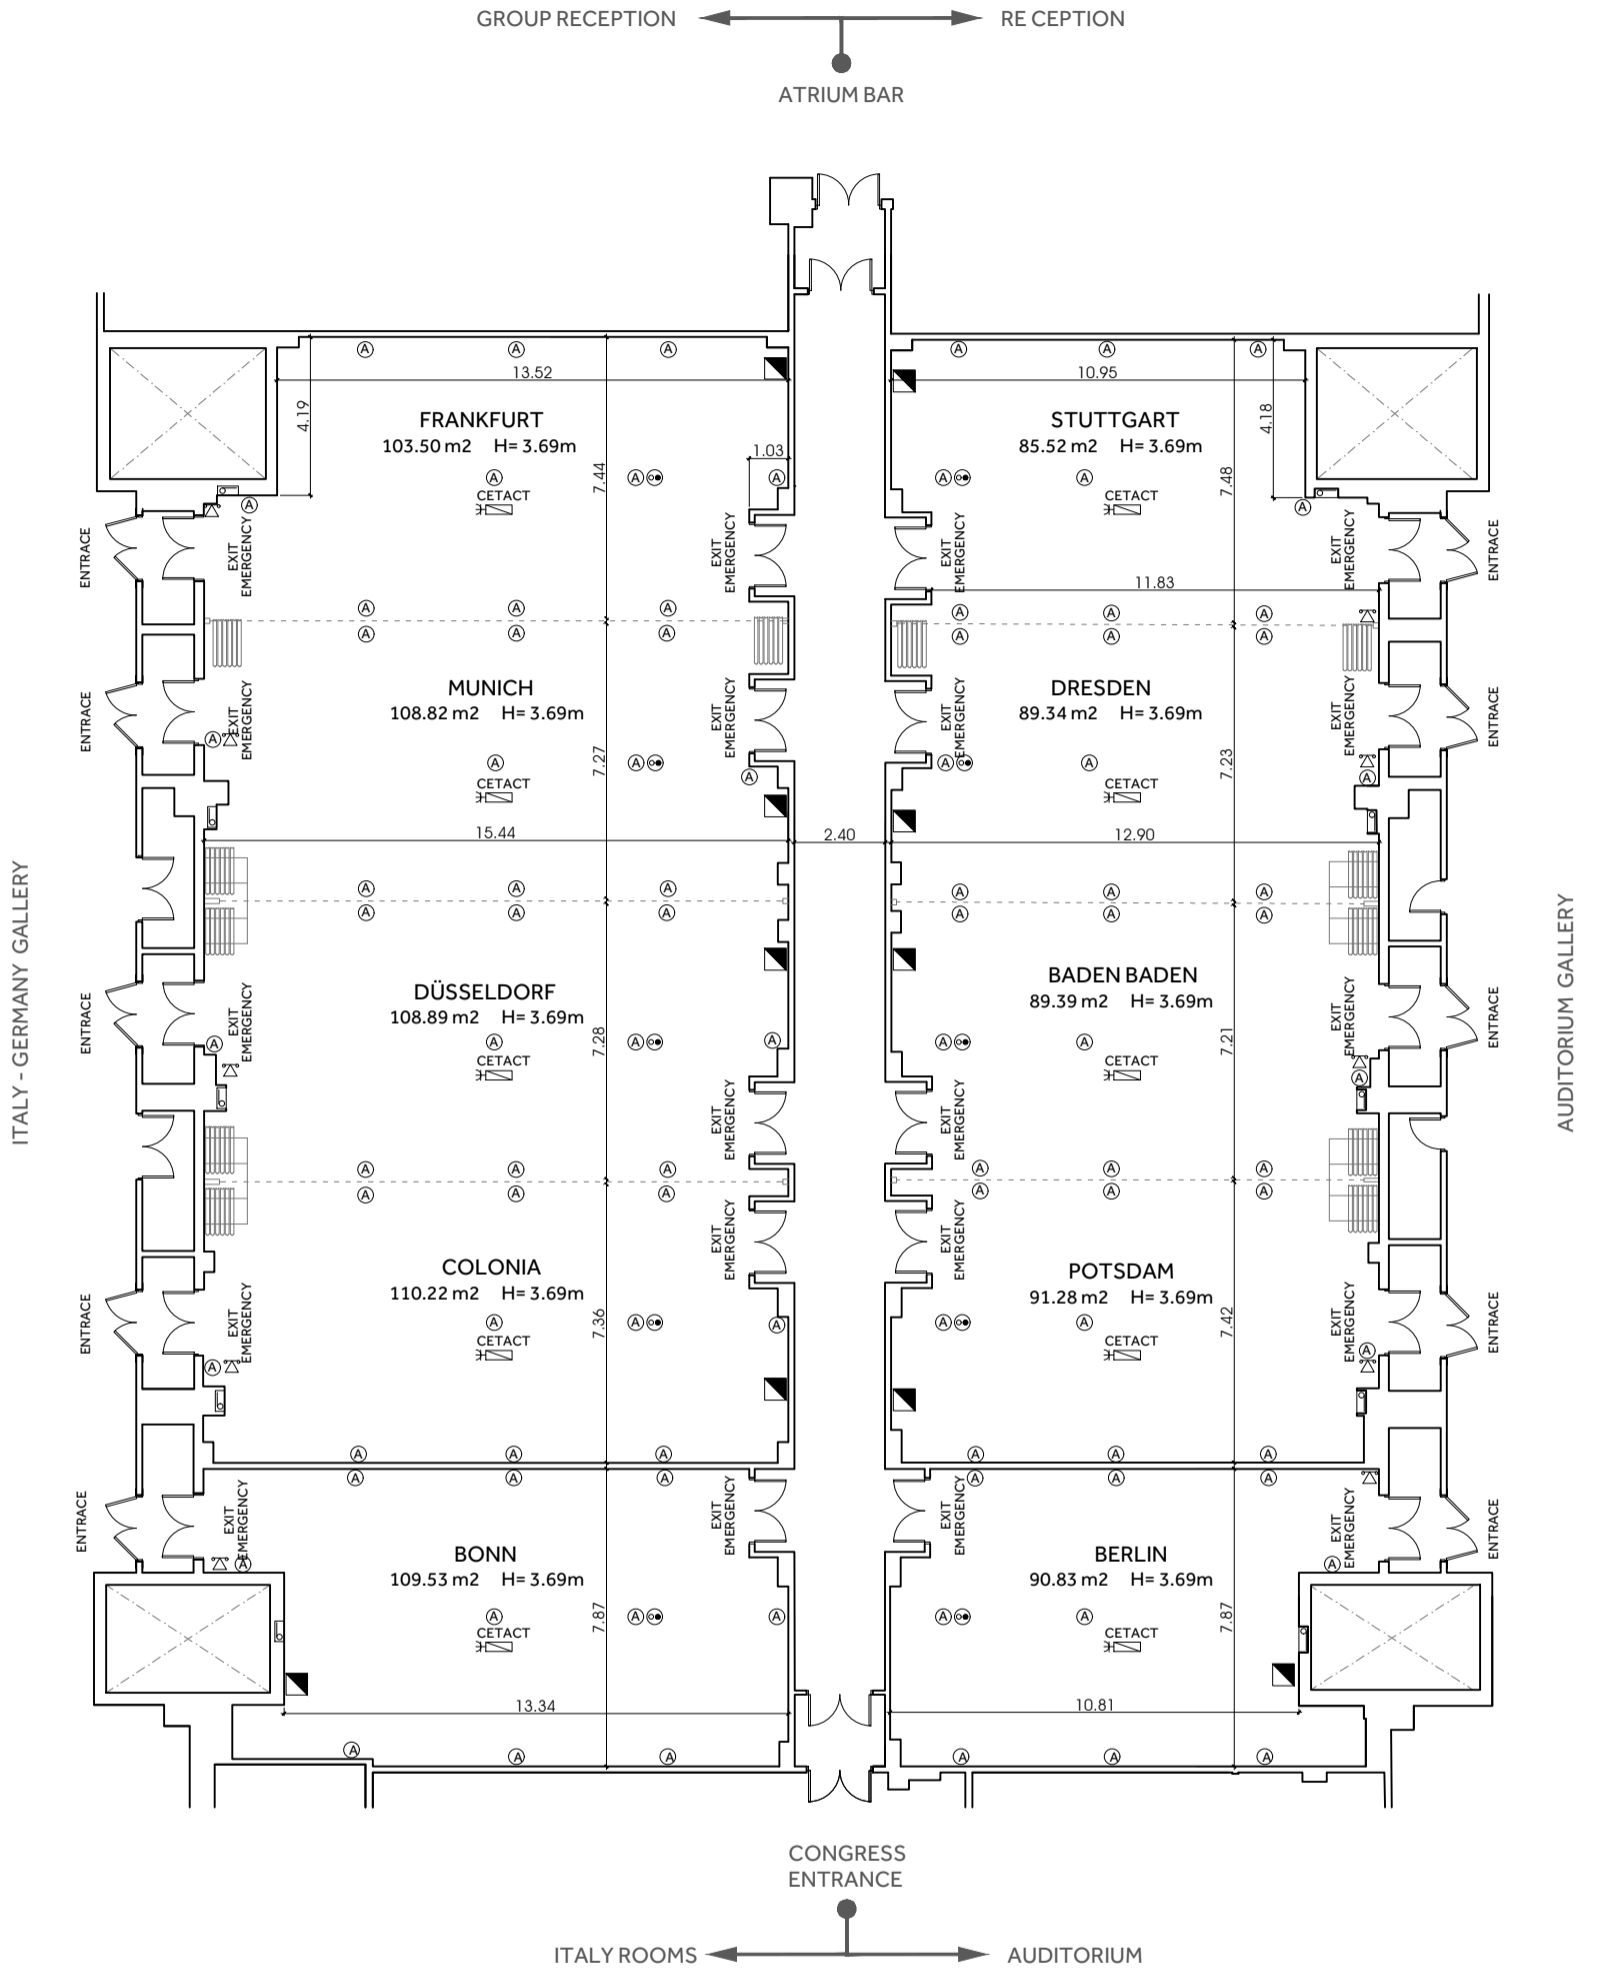 GROUP RECEPTION
RE CEPTION
ATRIUM BAR
A A A
A A A
13.52
10.95
4.19
4.18
FRANKFURT
103.50 m2 H= 3.69m
STUTTGART
85.52 m2 H= 3.69m
1.03
7.44
7.48
A A A
A A
CETACT
CETACT
A
A
ENTRACE
EXIT
EMERGENCY
EXIT
EMERGENCY
EXIT
EMERGENCY
EXIT
EMERGENCY
ENTRACE
11.83
A A A
A A A
A A A
A A A
MUNICH
108.82 m2 H= 3.69m
DRESDEN
89.34 m2 H= 3.69m
ENTRACE
EXIT
EMERGENCY
EXIT
EMERGENCY
EXIT
EMERGENCY
EXIT
EMERGENCY
ENTRACE
A
7.27
7.23
A A A
A A A
CETACT
CETACT
15.44
2.40
12.90
A A A
A A A
A A A
A A A
ITALY - GERMANY GALLERY
AUDITORIUM GALLERY
DÜSSELDORF
108.89 m2 H= 3.69m
BADEN BADEN
89.39 m2 H= 3.69m
ENTRACE
EXIT
EMERGENCY
EXIT
EMERGENCY
ENTRACE
7.28
7.21
A A A A
A A A
CETACT
CETACT
EXIT
EMERGENCY
EXIT
EMERGENCY
A A A
A A A
A A A
A A A
EXIT
EMERGENCY
EXIT
EMERGENCY
COLONIA
110.22 m2 H= 3.69m
POTSDAM
91.28 m2 H= 3.69m
ENTRACE
EXIT
EMERGENCY
EXIT
EMERGENCY
ENTRACE
7.36
7.42
A A A
A A
CETACT
CETACT
A
A
A A A
A A A
A A A
A A A
ENTRACE
EXIT
EMERGENCY
EXIT
EMERGENCY
EXIT
EMERGENCY
EXIT
EMERGENCY
ENTRACE
BONN
109.53 m2 H= 3.69m
BERLIN
90.83 m2 H= 3.69m
A
A
7.87
7.87
A A A
A A
CETACT
CETACT
13.34
10.81
A A A
A A A
CONGRESS
ENTRANCE
ITALY ROOMS
AUDITORIUM